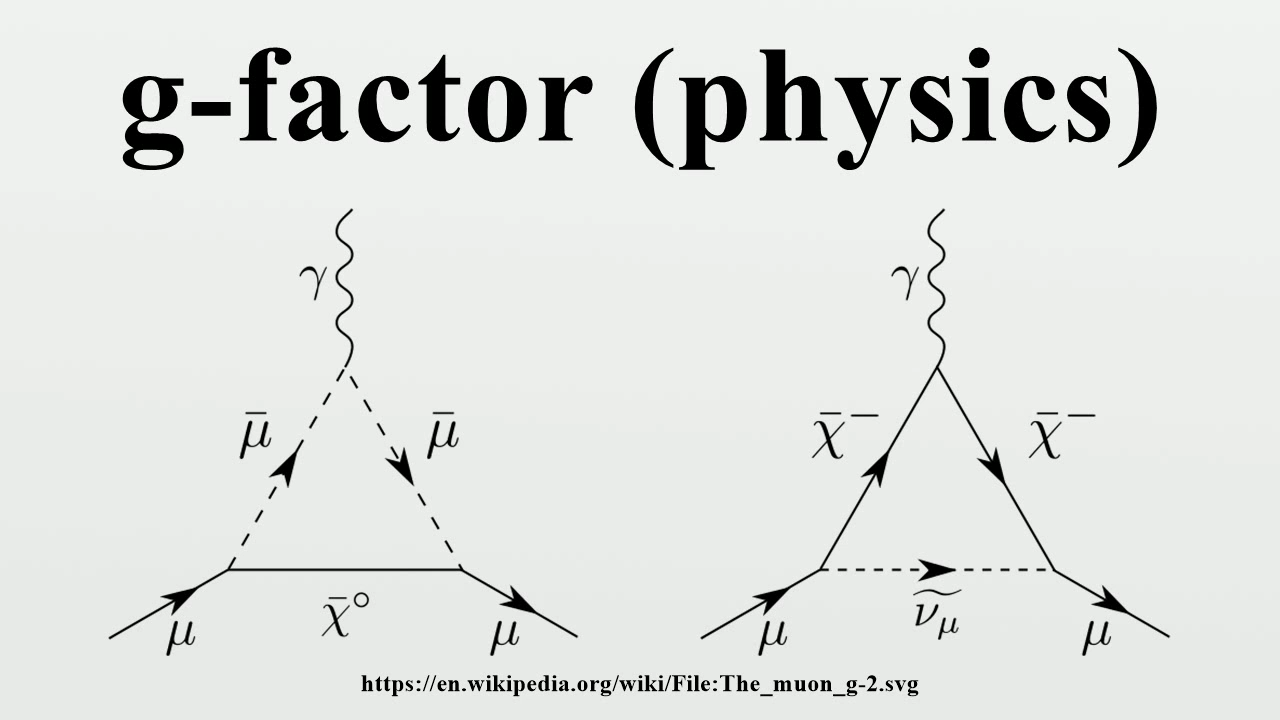 g-factor (physics)
γ γ
μ̄ μ̄ χ̄⁻ χ̄⁻
χ̄° ν̃_μ
μ μ μ μ
https://en.wikipedia.org/wiki/File:The_muon_g-2.svg